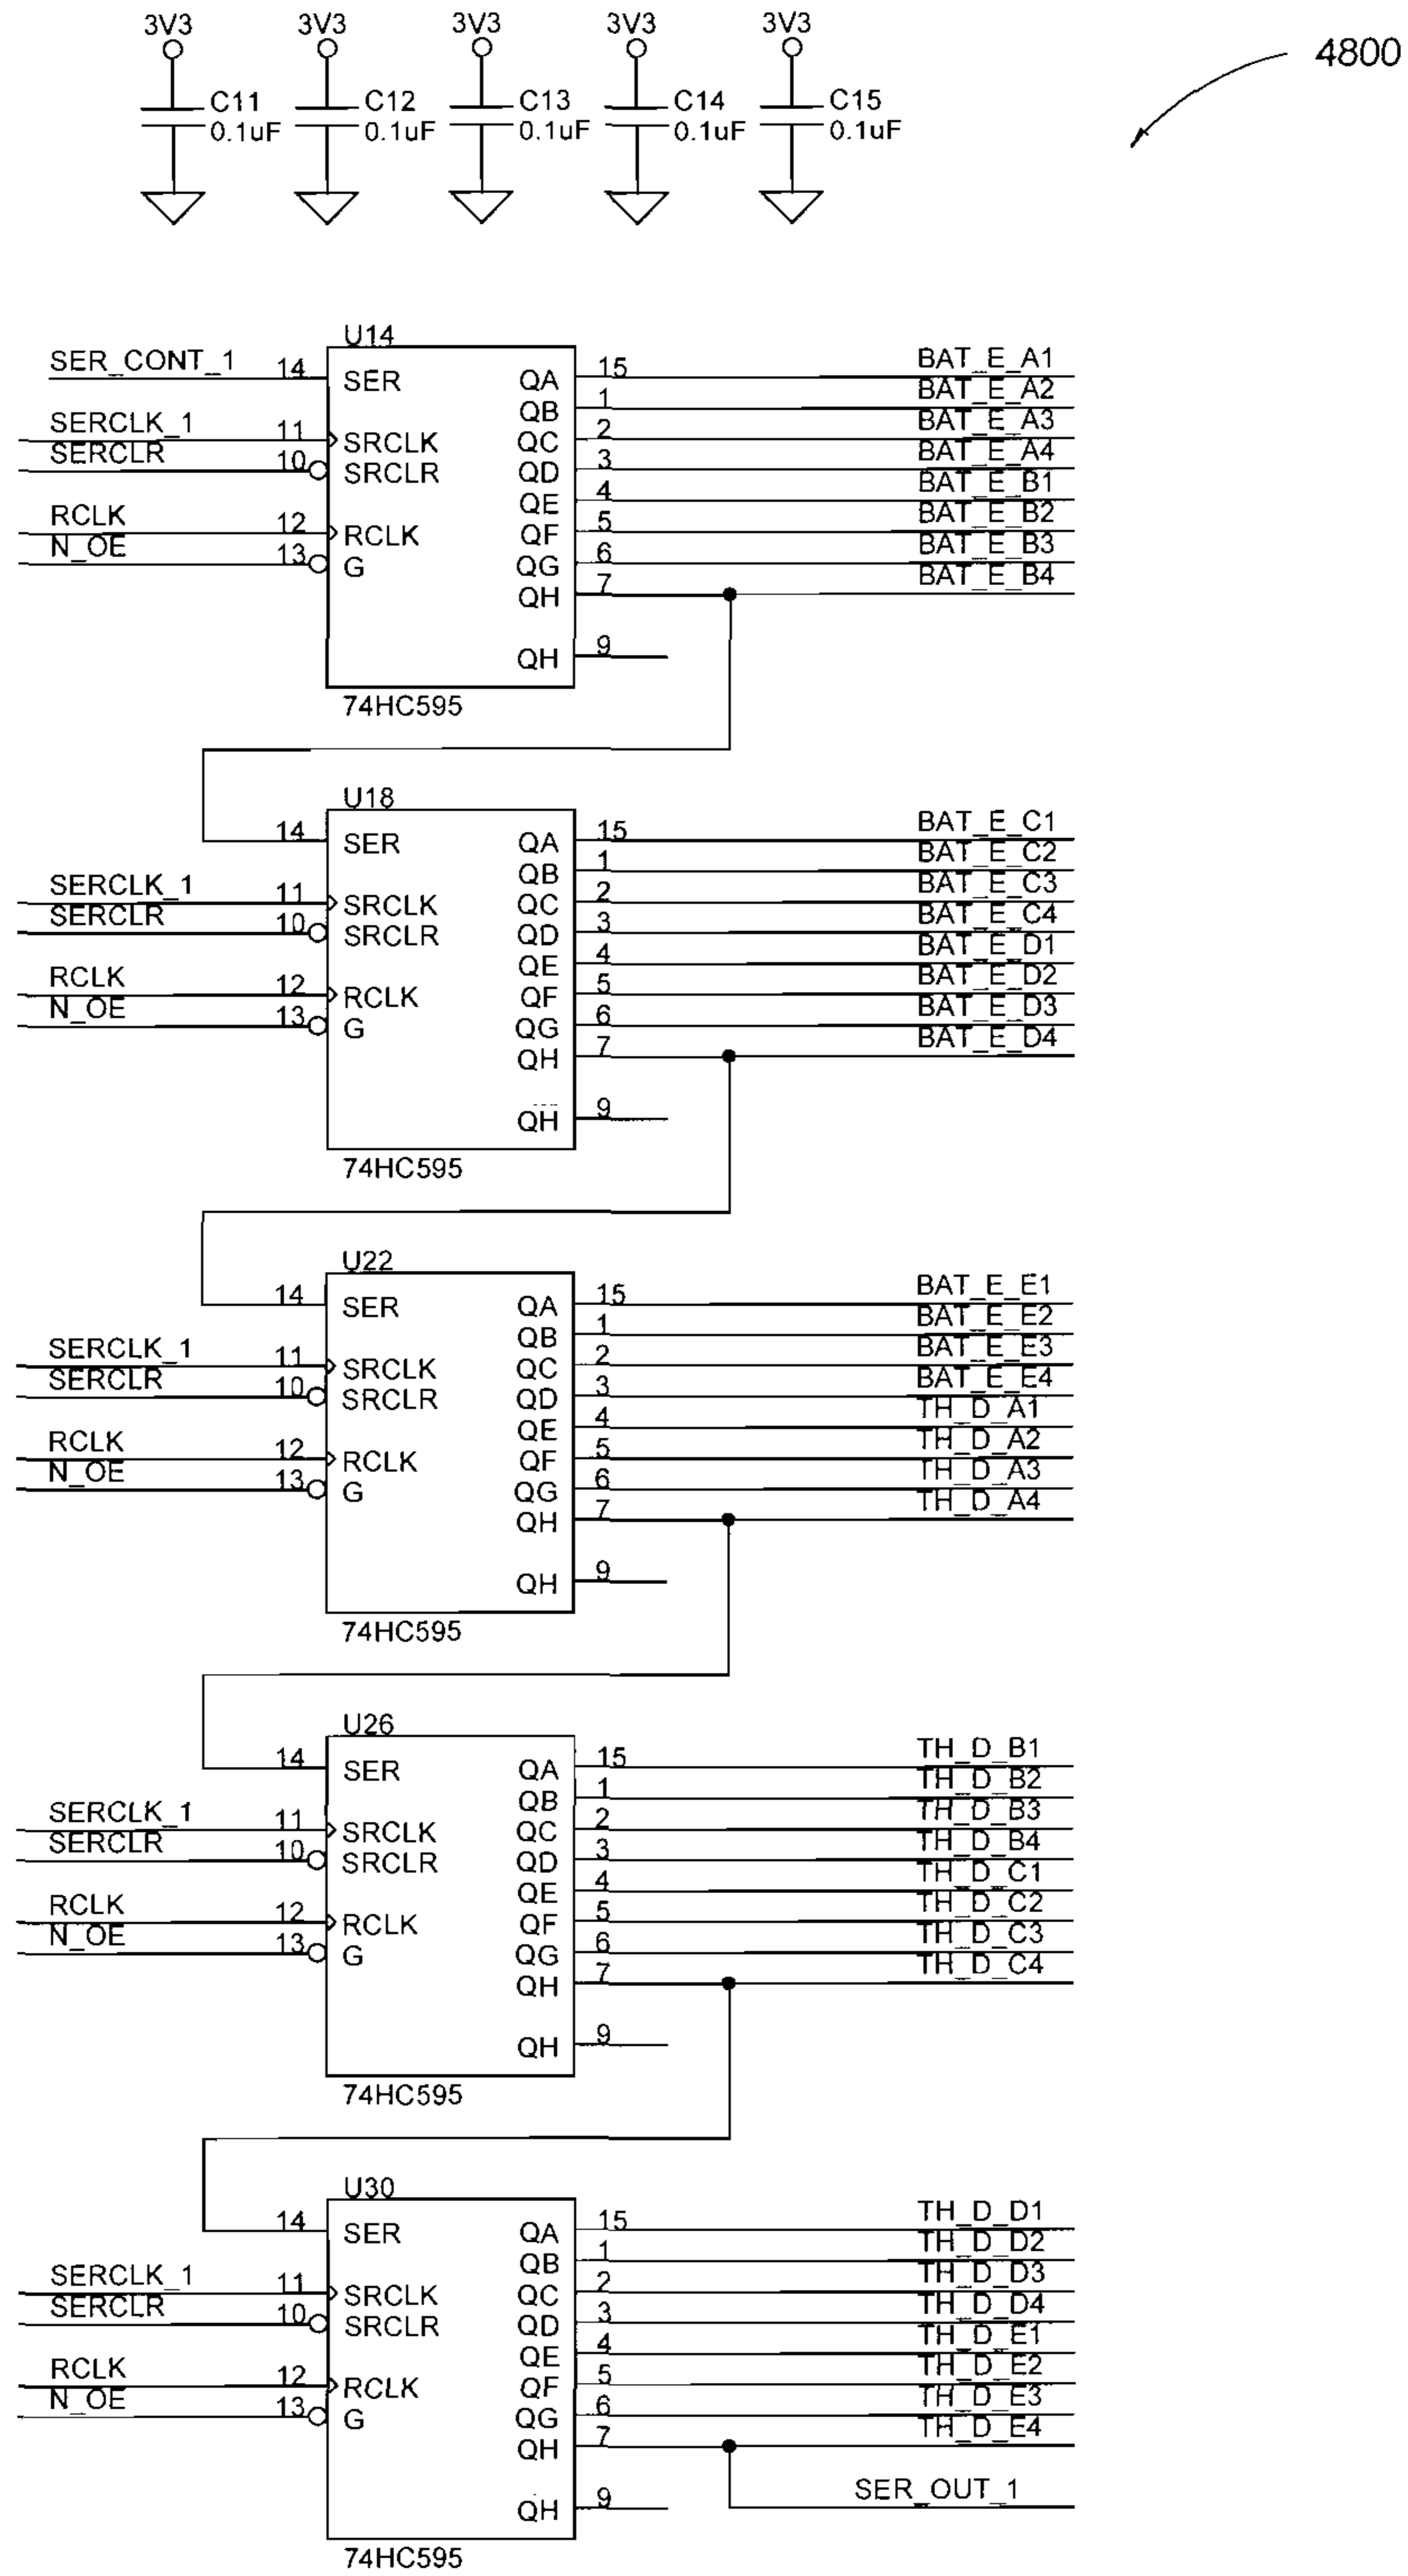 3V3 3V3 3V3 3V3 3V3 4800
C11 C12 C13 C14 C15
0.1uF 0.1uF 0.1uF 0.1uF 0.1uF
U14
SER_CONT_1 14 SER QA 15 BAT_E_A1
QB 1 BAT_E_A2
SERCLK_1 11 SRCLK QC 2 BAT_E_A3
SERCLR 10 SRCLR QD 3 BAT_E_A4
QE 4 BAT_E_B1
RCLK 12 RCLK QF 5 BAT_E_B2
N_OE 13 G QG 6 BAT_E_B3
QH 7 BAT_E_B4
QH 9
74HC595
U18
14 SER QA 15 BAT_E_C1
QB 1 BAT_E_C2
SERCLK_1 11 SRCLK QC 2 BAT_E_C3
SERCLR 10 SRCLR QD 3 BAT_E_C4
QE 4 BAT_E_D1
RCLK 12 RCLK QF 5 BAT_E_D2
N_OE 13 G QG 6 BAT_E_D3
QH 7 BAT_E_D4
QH 9
74HC595
U22
14 SER QA 15 BAT_E_E1
QB 1 BAT_E_E2
SERCLK_1 11 SRCLK QC 2 BAT_E_E3
SERCLR 10 SRCLR QD 3 BAT_E_E4
QE 4 TH_D_A1
RCLK 12 RCLK QF 5 TH_D_A2
N_OE 13 G QG 6 TH_D_A3
QH 7 TH_D_A4
QH 9
74HC595
U26
14 SER QA 15 TH_D_B1
QB 1 TH_D_B2
SERCLK_1 11 SRCLK QC 2 TH_D_B3
SERCLR 10 SRCLR QD 3 TH_D_B4
QE 4 TH_D_C1
RCLK 12 RCLK QF 5 TH_D_C2
N_OE 13 G QG 6 TH_D_C3
QH 7 TH_D_C4
QH 9
74HC595
U30
14 SER QA 15 TH_D_D1
QB 1 TH_D_D2
SERCLK_1 11 SRCLK QC 2 TH_D_D3
SERCLR 10 SRCLR QD 3 TH_D_D4
QE 4 TH_D_E1
RCLK 12 RCLK QF 5 TH_D_E2
N_OE 13 G QG 6 TH_D_E3
QH 7 TH_D_E4
SER_OUT_1
QH 9
74HC595